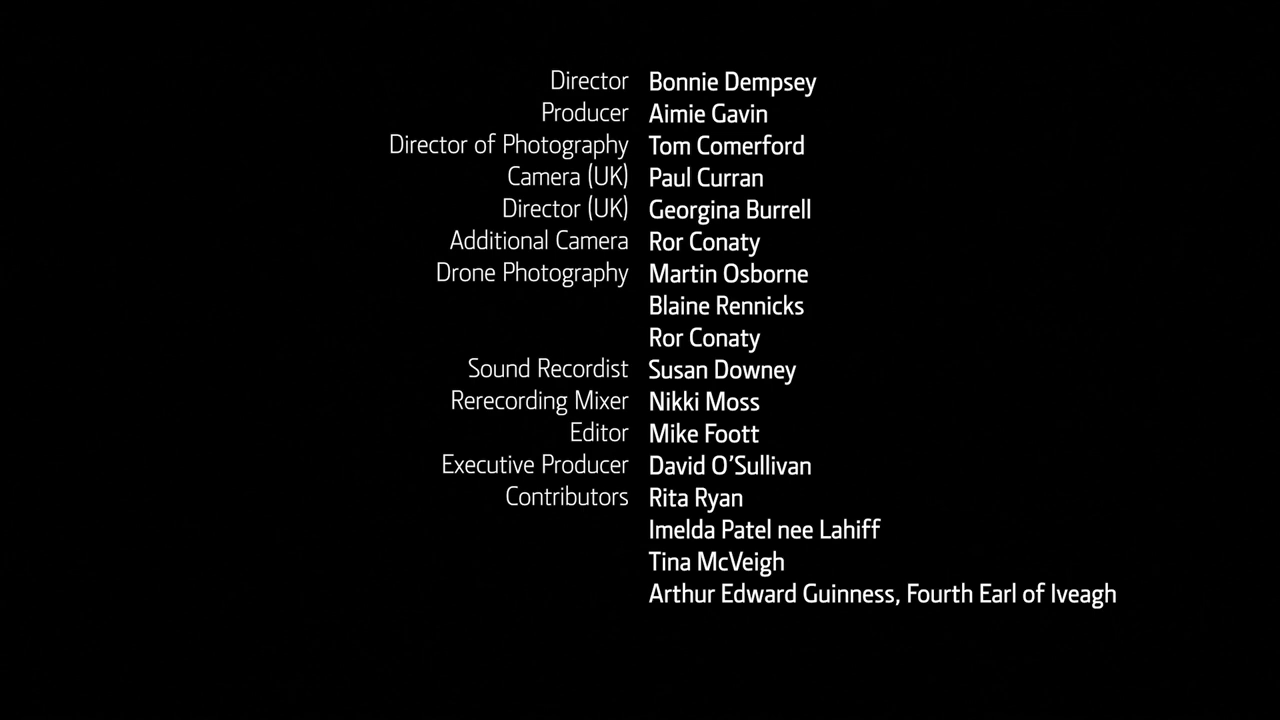 Director Bonnie Dempsey
Producer Aimie Gavin
Director of Photography Tom Comerford
Camera (UK) Paul Curran
Director (UK) Georgina Burrell
Additional Camera Ror Conaty
Drone Photography Martin Osborne
Blaine Rennicks
Ror Conaty
Sound Recordist Susan Downey
Rerecording Mixer Nikki Moss
Editor Mike Foott
Executive Producer David O’Sullivan
Contributors Rita Ryan
Imelda Patel nee Lahiff
Tina McVeigh
Arthur Edward Guinness, Fourth Earl of Iveagh